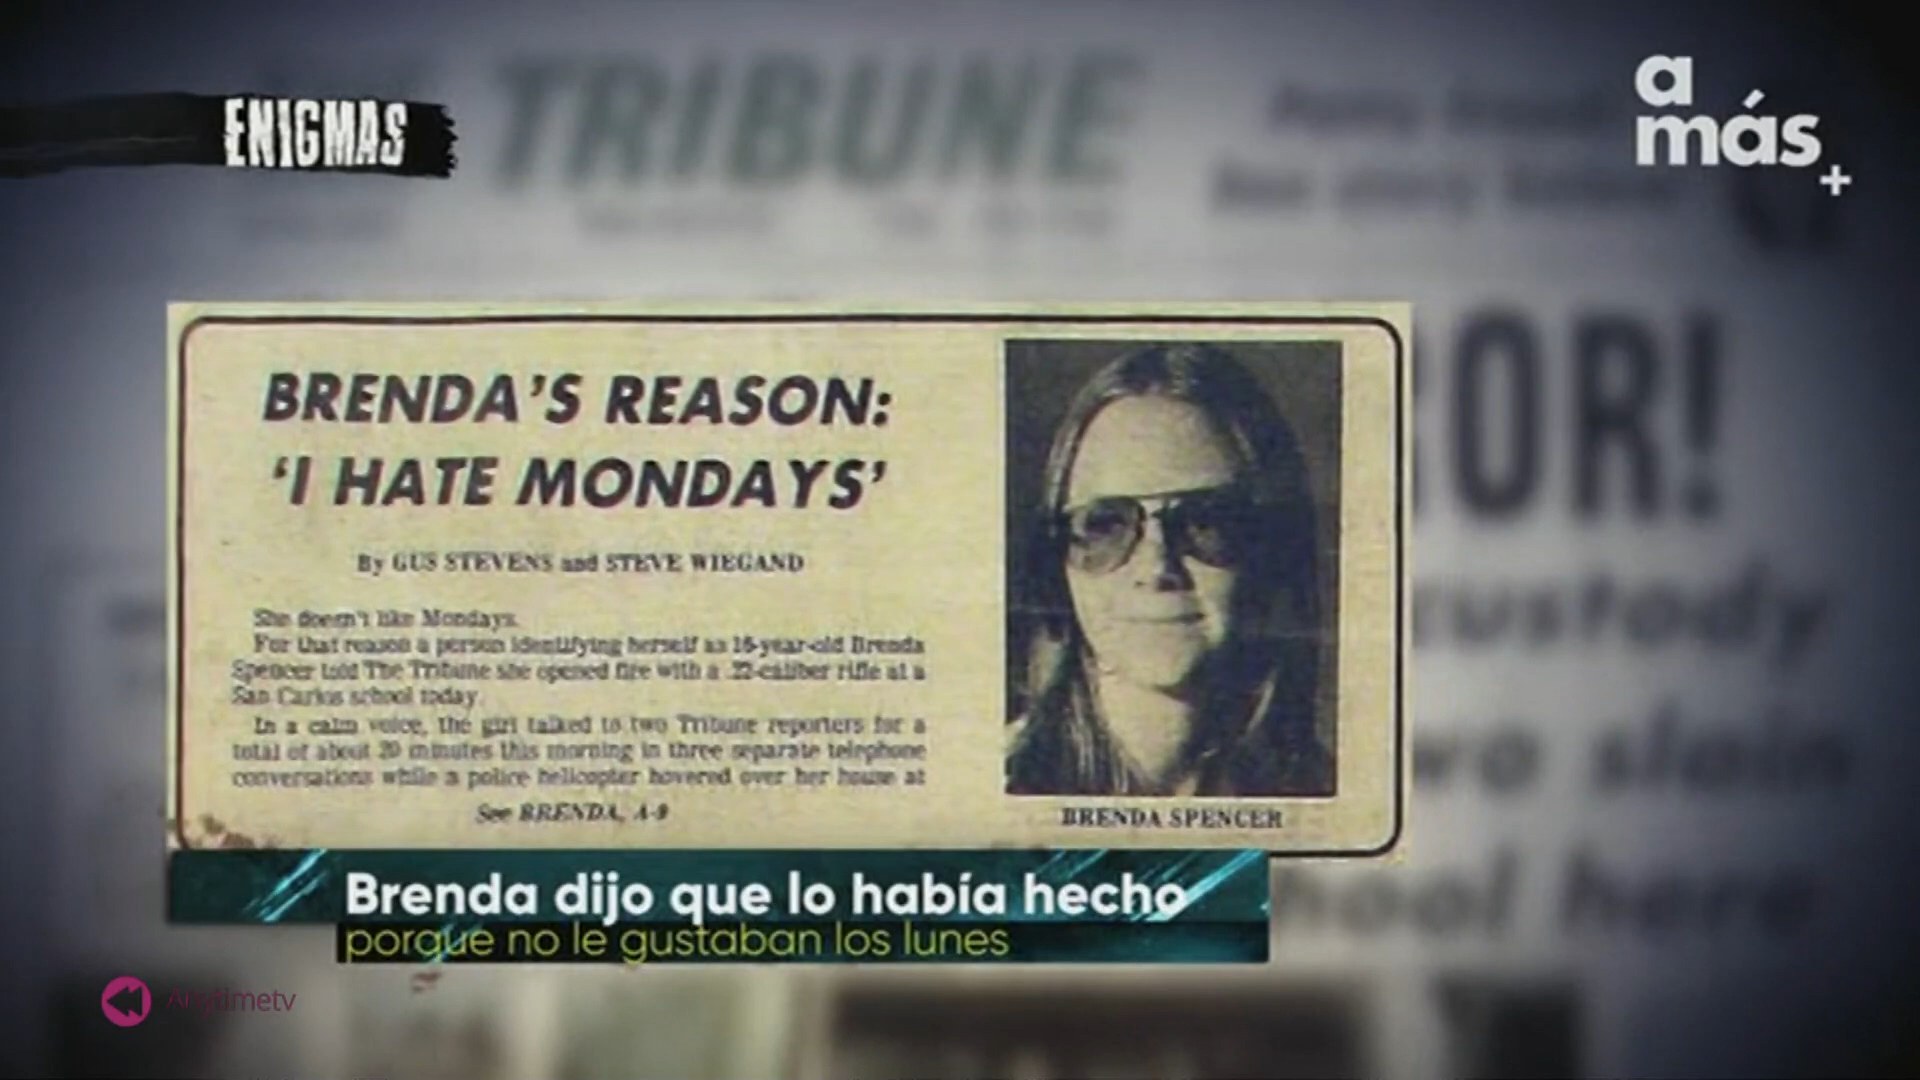 ENIGMAS
TRIBUNE
a
más
+
OR!
BRENDA'S REASON:
'I HATE MONDAYS'
By GUS STEVENS and STEVE WIEGAND
She doesn't like Mondays.
For that reason a person identifying herself as 16-year-old Brenda
Spencer told The Tribune she opened fire with a .22-caliber rifle at a
San Carlos school today.
In a calm voice, the girl talked to two Tribune reporters for a
total of about 20 minutes this morning in three separate telephone
conversations while a police helicopter hovered over her house at
See BRENDA, A-9
BRENDA SPENCER
custody
wo slain
hool here
Brenda dijo que lo había hecho
porque no le gustaban los lunes
Anytimetv